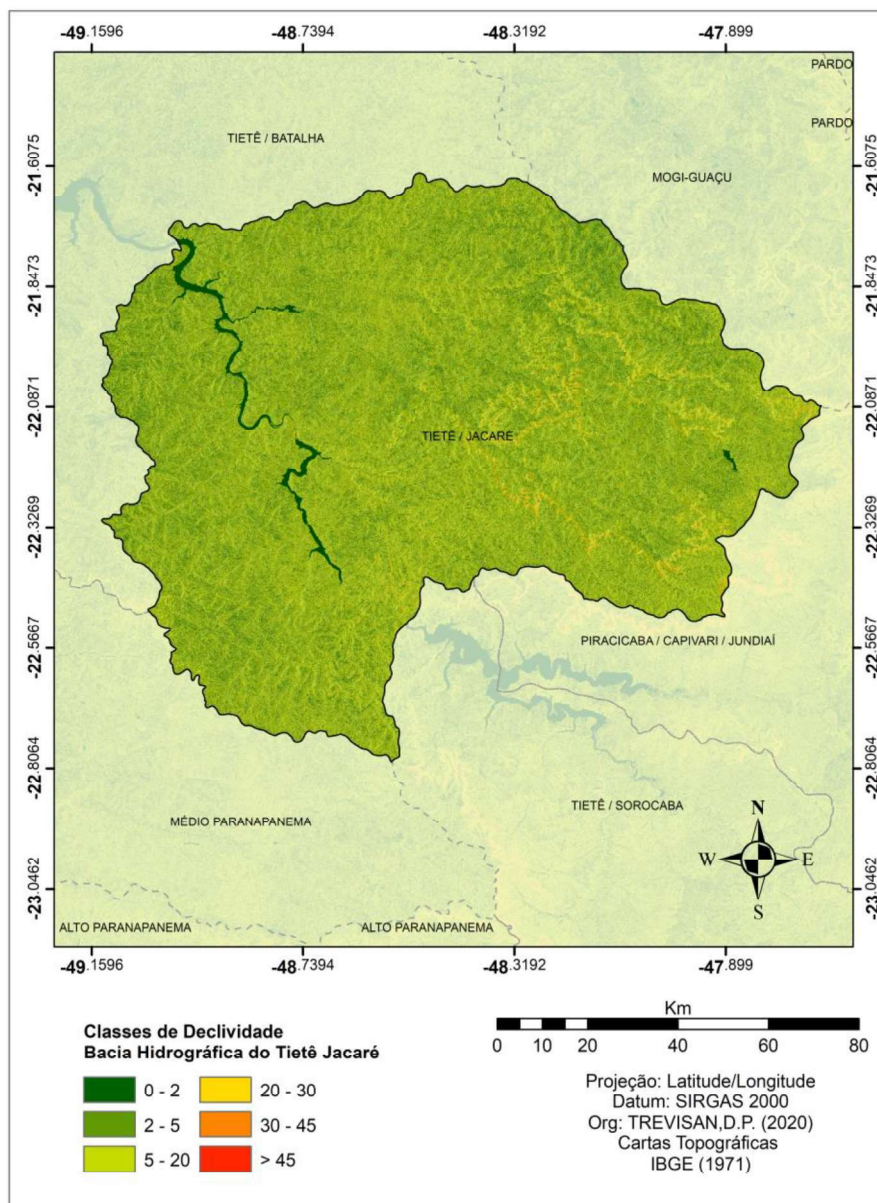 -49.1596 -48.7394 -48.3192 -47.899
PARDO
PARDO
TIETÊ / BATALHA
MOGI-GUAÇU
-21.6075 -21.6075
-21.8473 -21.8473
-22.0871 -22.0871
TIETÊ / JACARÉ
-22.3269 -22.3269
-22.5667 -22.5667
PIRACICABA / CAPIVARI / JUNDIAÍ
-22.8064 -22.8064
TIETÊ / SOROCABA
MÉDIO PARANAPANEMA
N
W E
S
-23.0462 -23.0462
ALTO PARANAPANEMA ALTO PARANAPANEMA
-49.1596 -48.7394 -48.3192 -47.899
Classes de Declividade
Bacia Hidrográfica do Tietê Jacaré
0 - 2 20 - 30
2 - 5 30 - 45
5 - 20 > 45
Km
0 10 20 40 60 80
Projeção: Latitude/Longitude
Datum: SIRGAS 2000
Org: TREVISAN,D.P. (2020)
Cartas Topográficas
IBGE (1971)